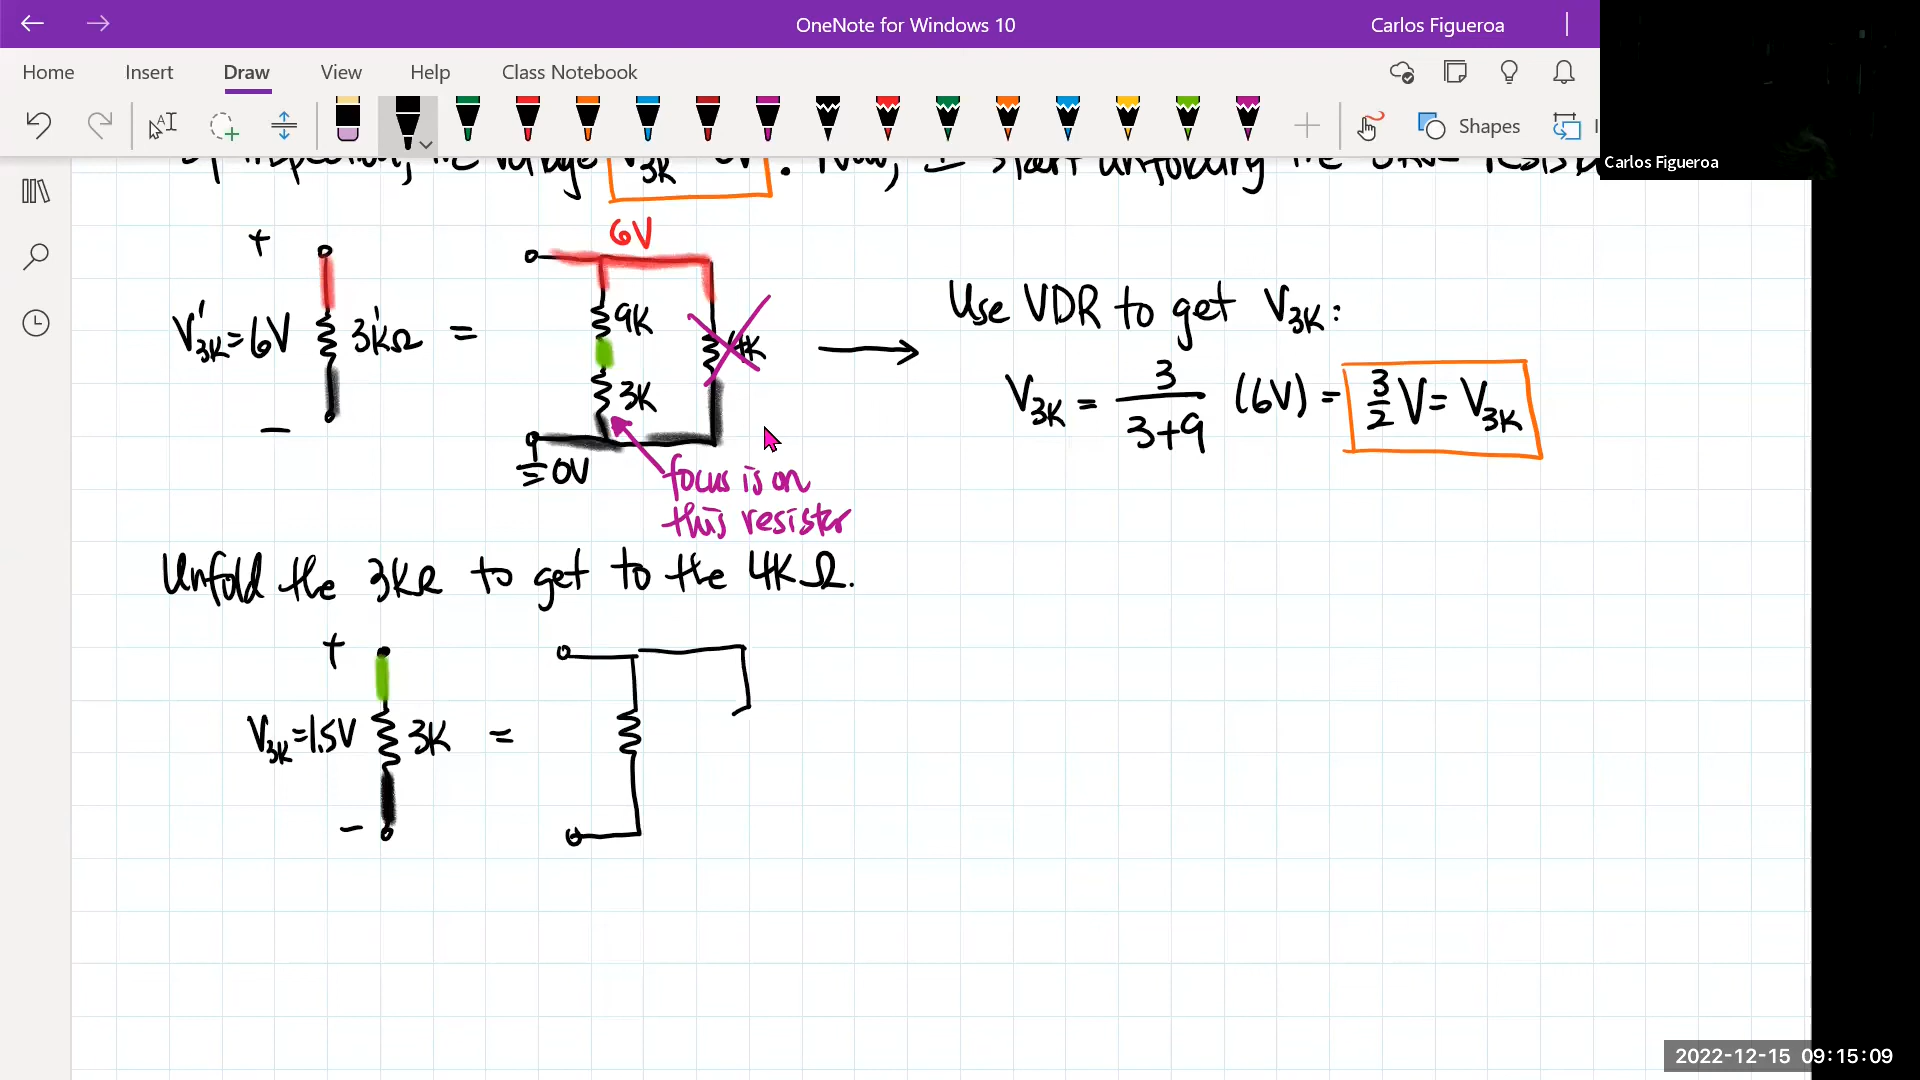 OneNote for Windows 10
Carlos Figueroa
Home Insert Draw View Help Class Notebook
Shapes
Carlos Figueroa
6V
+
V'3K=6V 3'KΩ = 9K 4K
3K
−
0V
focus is on
this resistor
Use VDR to get V3K:
V3K = 3/(3+9) (6V) = 3/2 V = V3K
Unfold the 3KΩ to get to the 4KΩ.
+
V3K=1.5V 3K =
−
2022-12-15 09:15:09